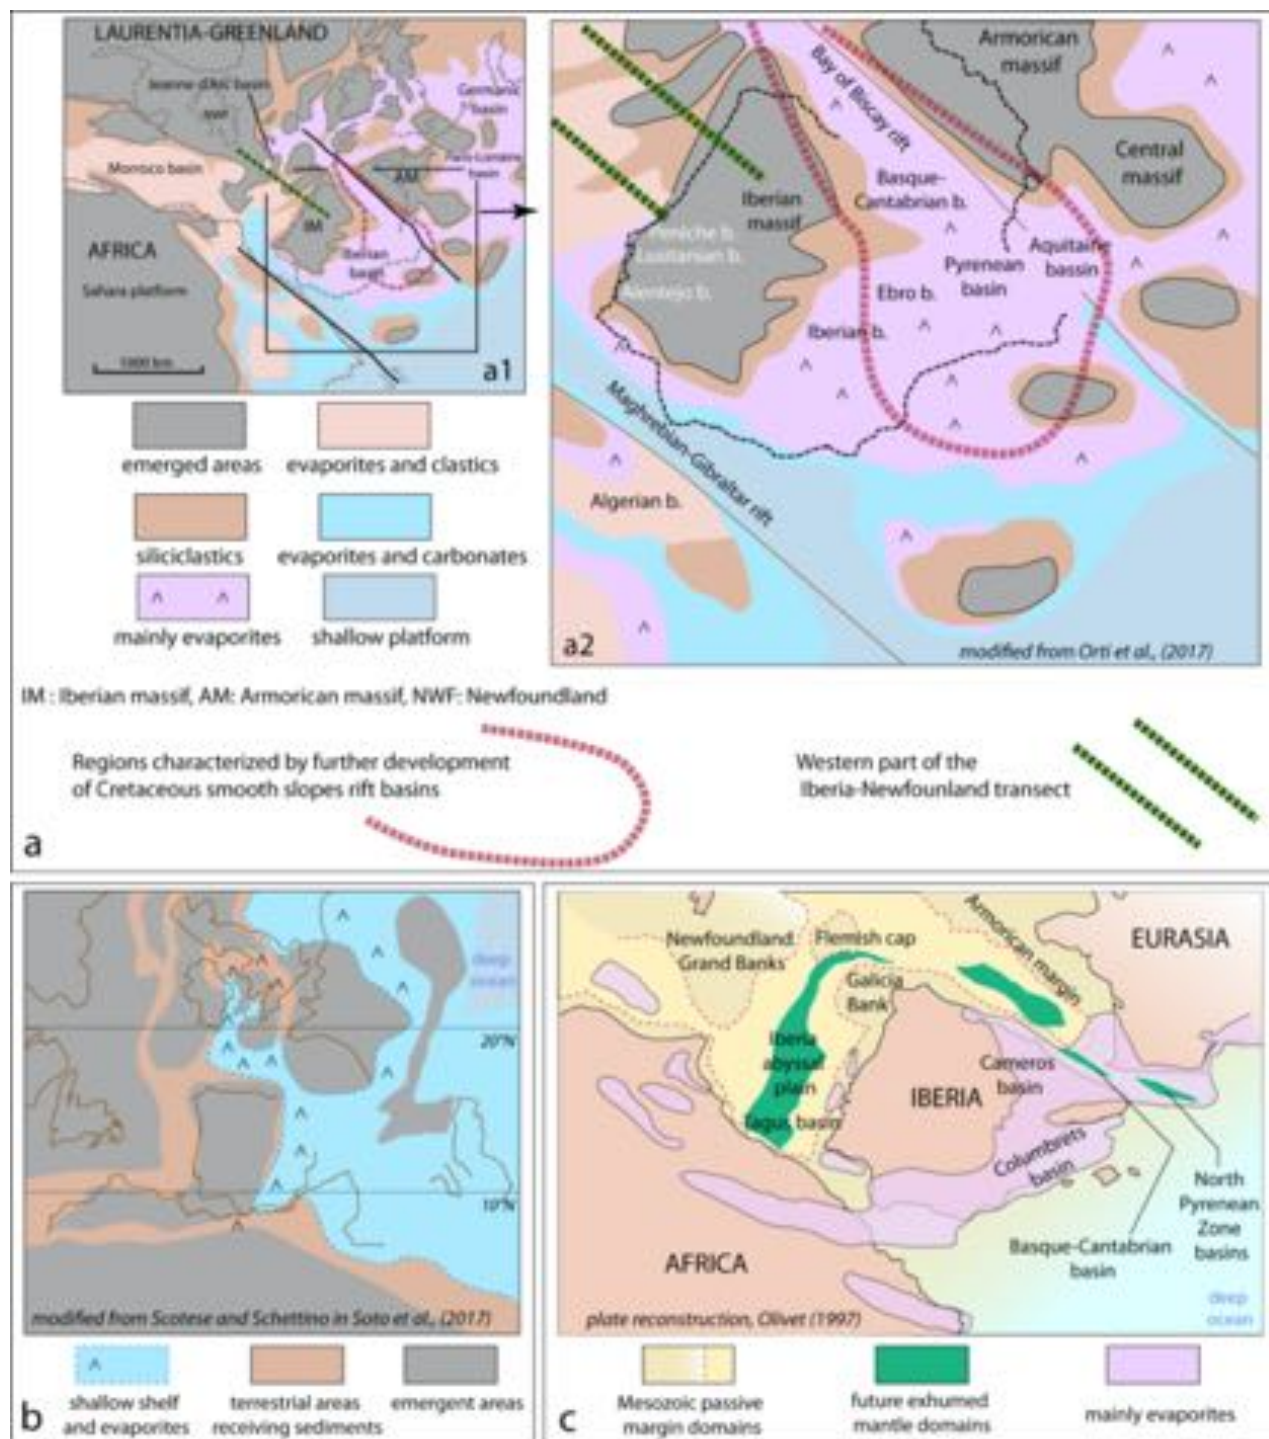 LAURENTIA-GREENLAND
Jeanne d'Arc basin
Germanic
basin
NWF
Paris-Lorraine
basin
Morroco basin
AM
IM
AFRICA
Iberian
basin
Sahara platform
1000 km
a1
Armorican
massif
Bay of Biscay rift
Central
massif
Iberian
massif
Basque-
Cantabrian b.
Peniche b.
Lusitanian b.
Alentejo b.
Aquitaine
bassin
Pyrenean
basin
Ebro b.
Iberian b.
Maghrebian-Gibraltar rift
Algerian b.
a2
modified from Orti et al., (2017)
emerged areas
evaporites and clastics
siliciclastics
evaporites and carbonates
mainly evaporites
shallow platform
IM : Iberian massif, AM: Armorican massif, NWF: Newfoundland
Regions characterized by further development
of Cretaceous smooth slopes rift basins
Western part of the
Iberia-Newfounland transect
a
deep
ocean
20°N
10°N
modified from Scotese and Schettino in Soto et al., (2017)
shallow shelf
and evaporites
terrestrial areas
receiving sediments
emergent areas
b
Newfoundland
Grand Banks
Flemish cap
Armorican margin
EURASIA
Galicia
Bank
Iberia
abyssal
plain
Tagus basin
Cameros
basin
IBERIA
Columbrets
basin
North
Pyrenean
Zone
basins
Basque-Cantabrian
basin
AFRICA
deep
ocean
plate reconstruction, Olivet (1997)
Mesozoic passive
margin domains
future exhumed
mantle domains
mainly evaporites
c